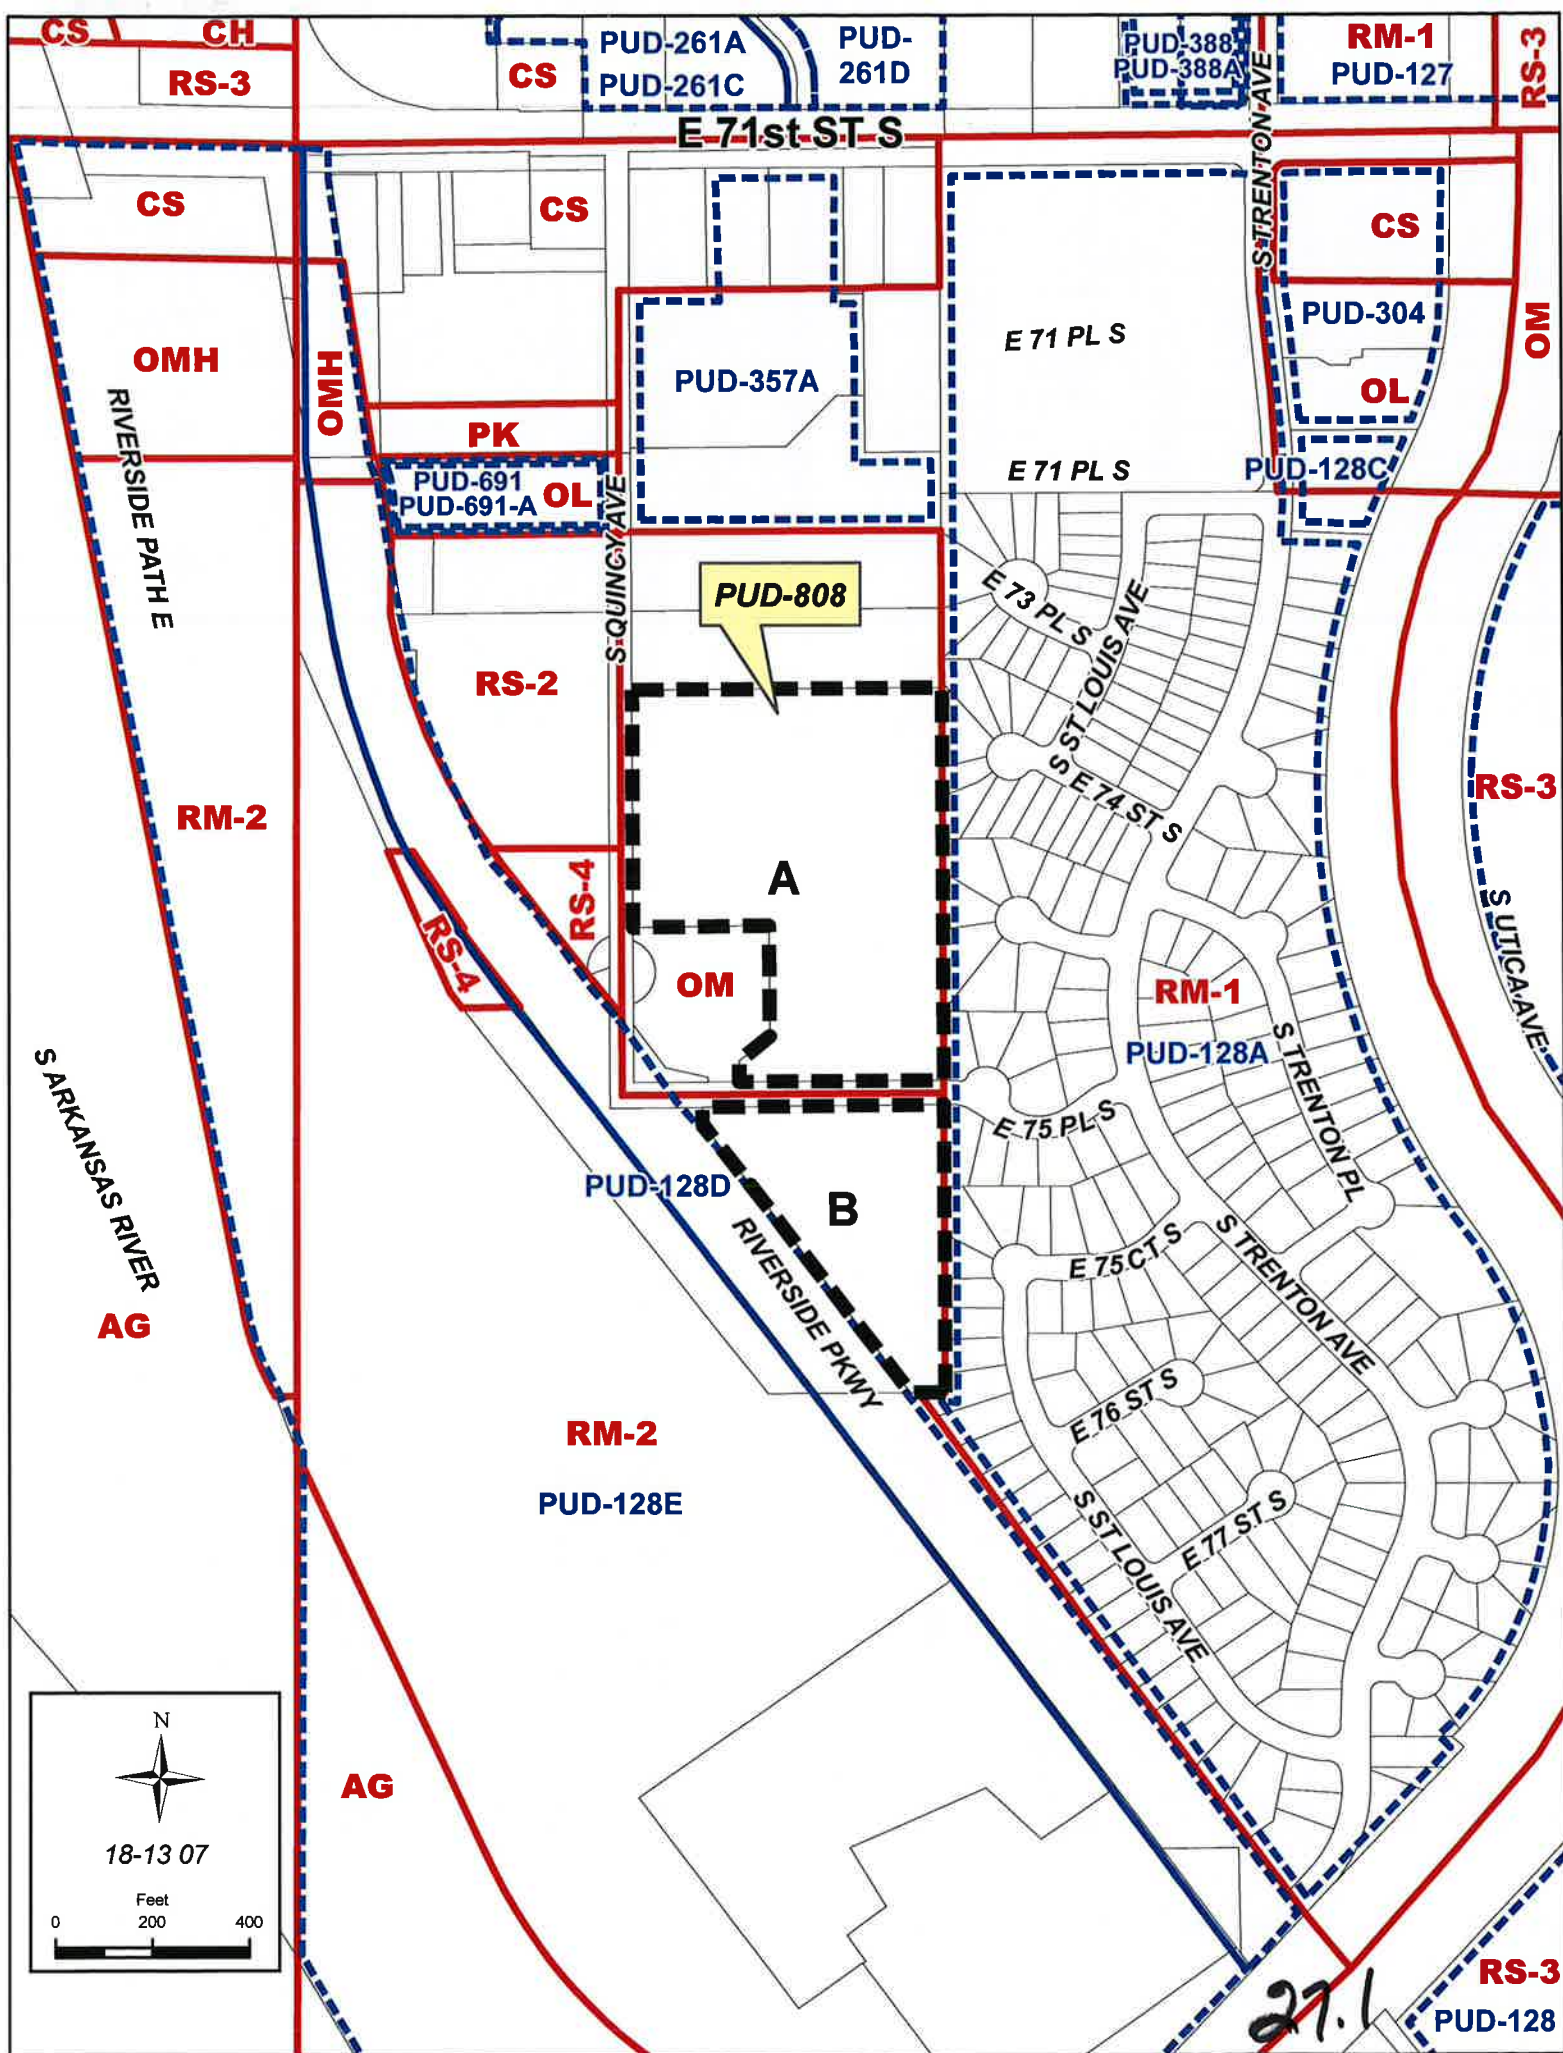 CS
CH
RS-3
CS
PUD-261A
PUD-261C
PUD-
261D
PUD-388
PUD-388A
RM-1
PUD-127
RS-3
E 71st ST S
S TRENTON AVE
CS
CS
CS
OMH
OMH
PUD-357A
E 71 PL S
PUD-304
OM
OL
PK
RIVERSIDE PATH E
PUD-691
PUD-691-A
OL
E 71 PL S
PUD-128C
S QUINCY AVE
PUD-808
E 73 PL S
S ST LOUIS AVE
RS-2
E 74 ST S
RM-2
RS-3
A
RS-4
RS-4
OM
S UTICA AVE
RM-1
PUD-128A
S TRENTON PL
S ARKANSAS RIVER
E 75 PL S
PUD-128D
B
RIVERSIDE PKWY
E 75 CT S
S TRENTON AVE
AG
E 76 ST S
RM-2
PUD-128E
E 77 ST S
S ST LOUIS AVE
N
18-13 07
Feet
0 200 400
AG
27.1
RS-3
PUD-128